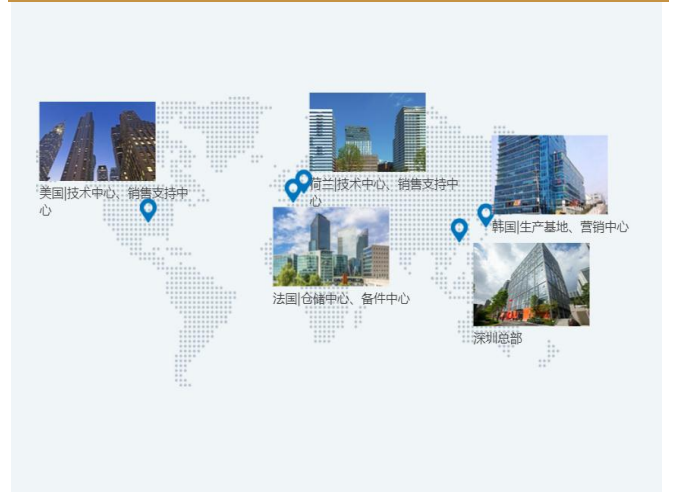 美国|技术中心、销售支持中
心
荷兰|技术中心、销售支持中
心
韩国|生产基地、营销中心
法国|仓储中心、备件中心
深圳总部